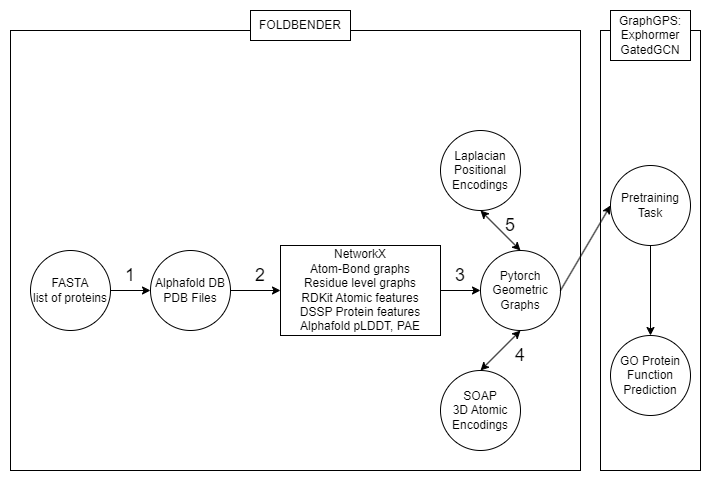 FOLDBENDER
GraphGPS:
Exphormer
GatedGCN
Laplacian
Positional
Encodings
Pretraining
Task
5
1
2
3
FASTA
list of proteins
Alphafold DB
PDB Files
NetworkX
Atom-Bond graphs
Residue level graphs
RDKit Atomic features
DSSP Protein features
Alphafold pLDDT, PAE
Pytorch
Geometric
Graphs
4
SOAP
3D Atomic
Encodings
GO Protein
Function
Prediction